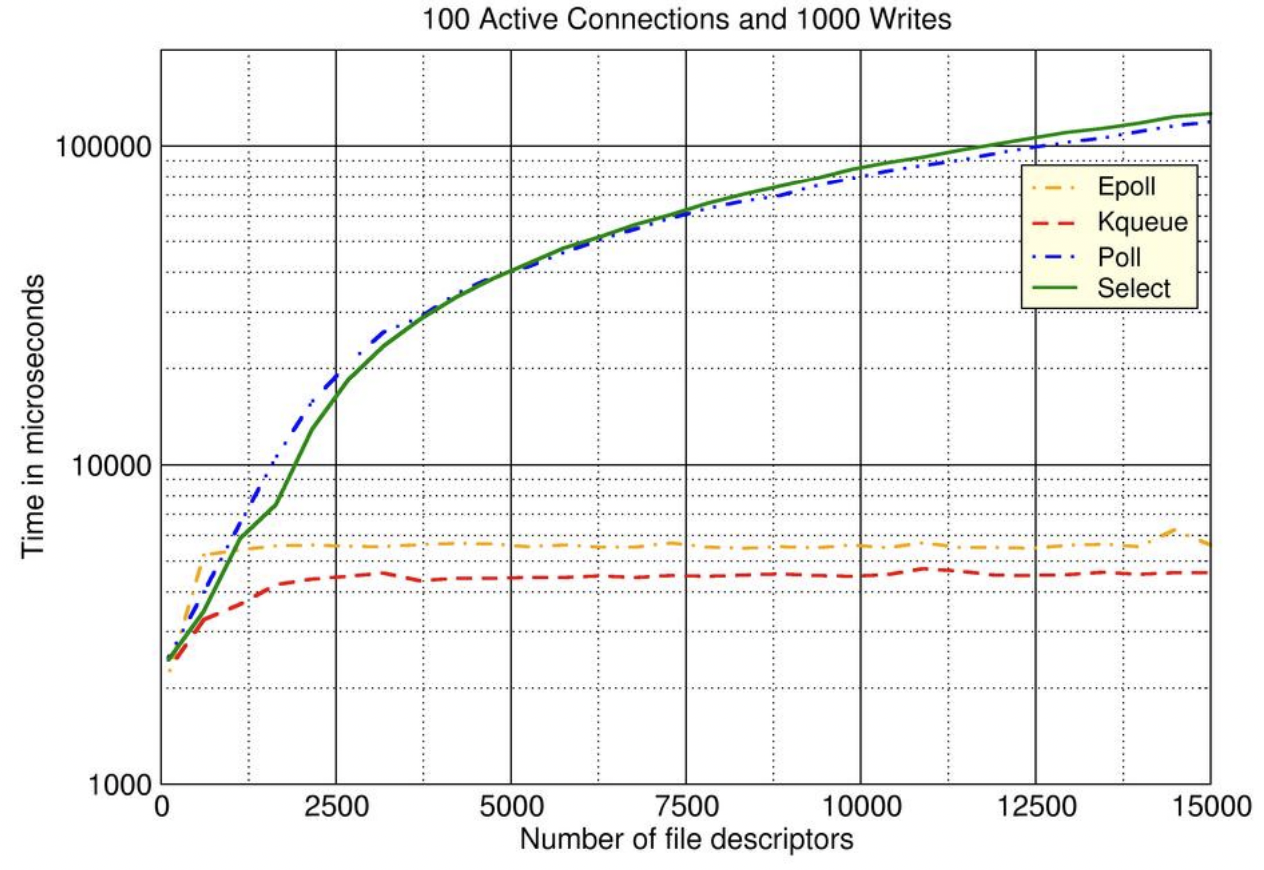 100 Active Connections and 1000 Writes
100000
Epoll
Kqueue
Poll
Select
Time in microseconds
10000
1000
0 2500 5000 7500 10000 12500 15000
Number of file descriptors